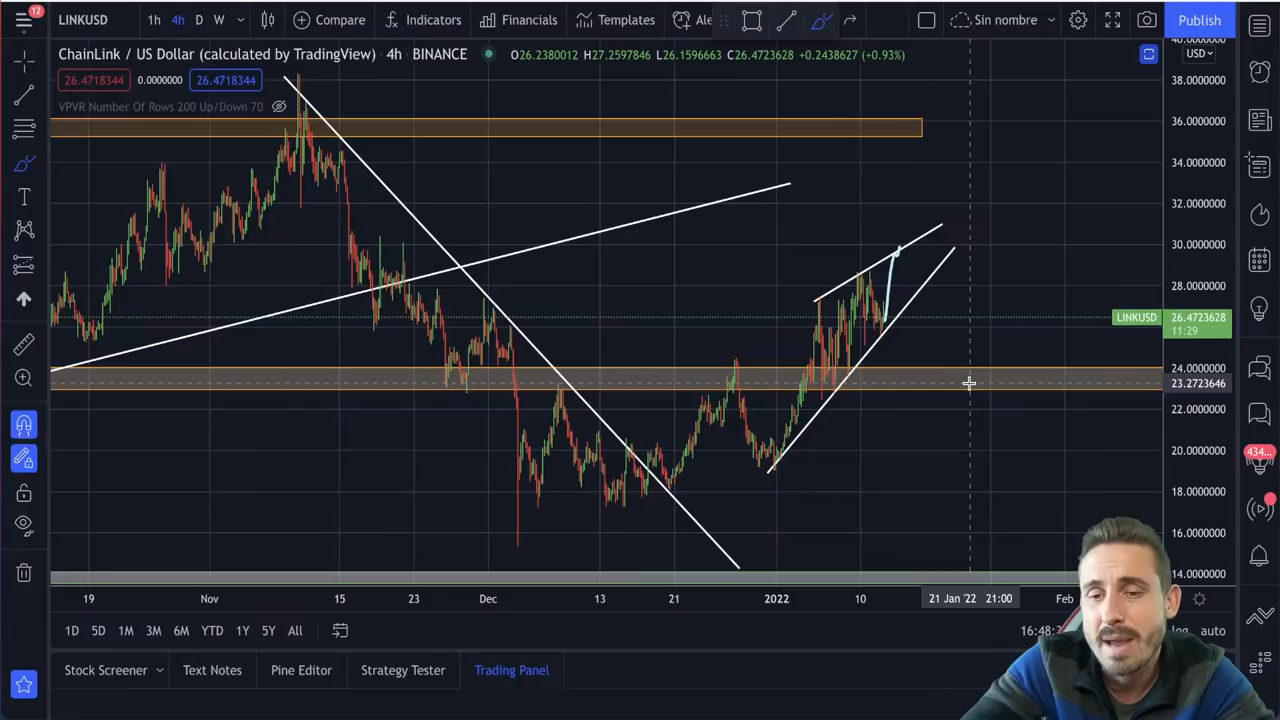 12
LINKUSD 1h 4h D W Compare Indicators Financials Templates Ale Sin nombre Publish
ChainLink / US Dollar (calculated by TradingView) 4h BINANCE O26.2380012 H27.2597846 L26.1596663 C26.4723628 +0.2438627 (+0.93%)
USD
26.4718344 0.0000000 26.4718344
VPVR Number Of Rows 200 Up/Down 70
40.0000000
38.0000000
36.0000000
34.0000000
32.0000000
30.0000000
28.0000000
LINKUSD 26.4723628
11:29
24.0000000
23.2723646
22.0000000
20.0000000
18.0000000
16.0000000
14.0000000
434...
19 Nov 15 23 Dec 13 21 2022 10 21 Jan '22 21:00 Feb
1D 5D 1M 3M 6M YTD 1Y 5Y All 16:48: log auto
Stock Screener Text Notes Pine Editor Strategy Tester Trading Panel